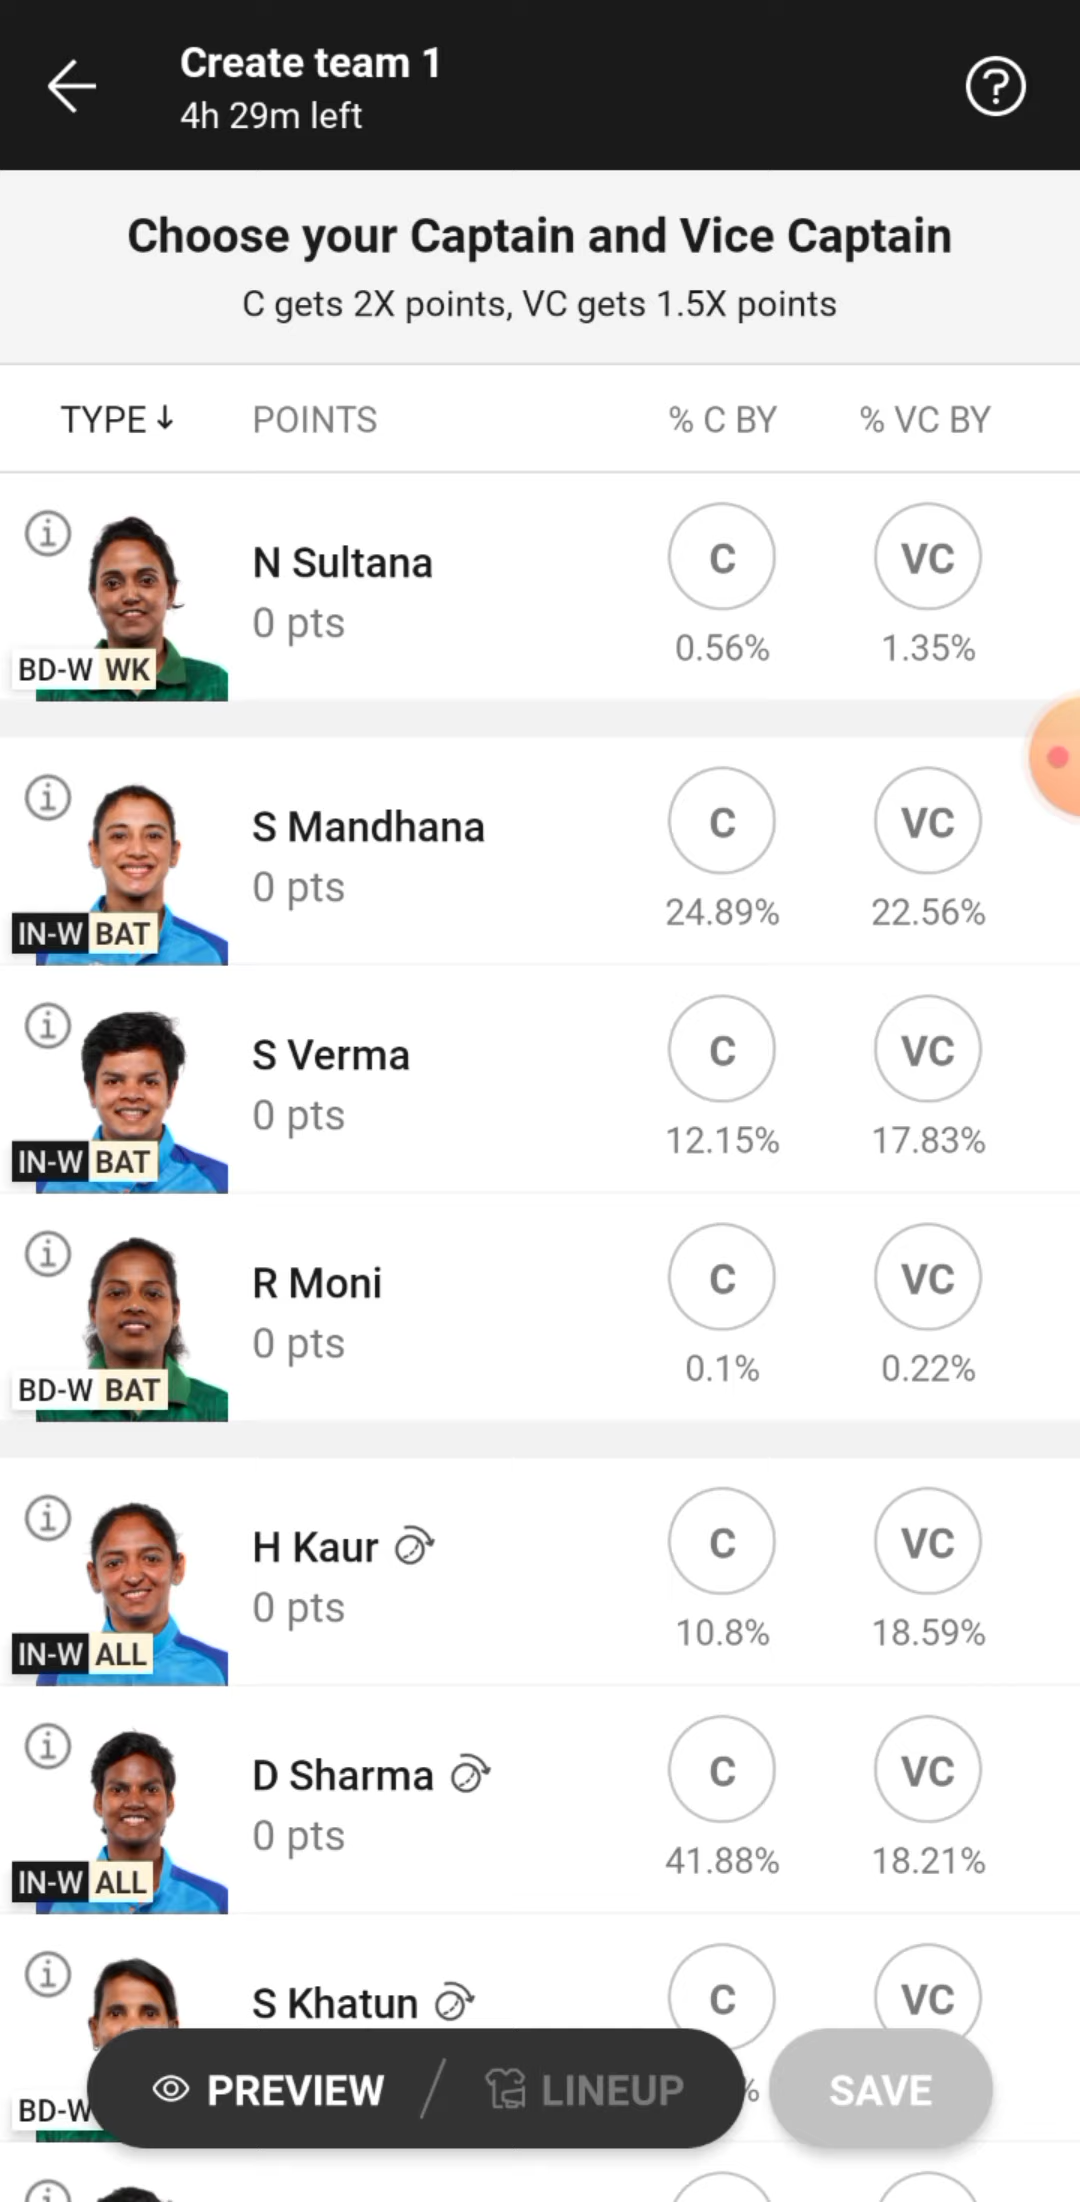 Create team 1
4h 29m left
Choose your Captain and Vice Captain
C gets 2X points, VC gets 1.5X points
TYPE↓ POINTS % C BY % VC BY
N Sultana C VC
0 pts 0.56% 1.35%
BD-W WK
S Mandhana C VC
0 pts 24.89% 22.56%
IN-W BAT
S Verma C VC
0 pts 12.15% 17.83%
IN-W BAT
R Moni C VC
0 pts 0.1% 0.22%
BD-W BAT
H Kaur C VC
0 pts 10.8% 18.59%
IN-W ALL
D Sharma C VC
0 pts 41.88% 18.21%
IN-W ALL
S Khatun C VC
PREVIEW / LINEUP % SAVE
BD-W